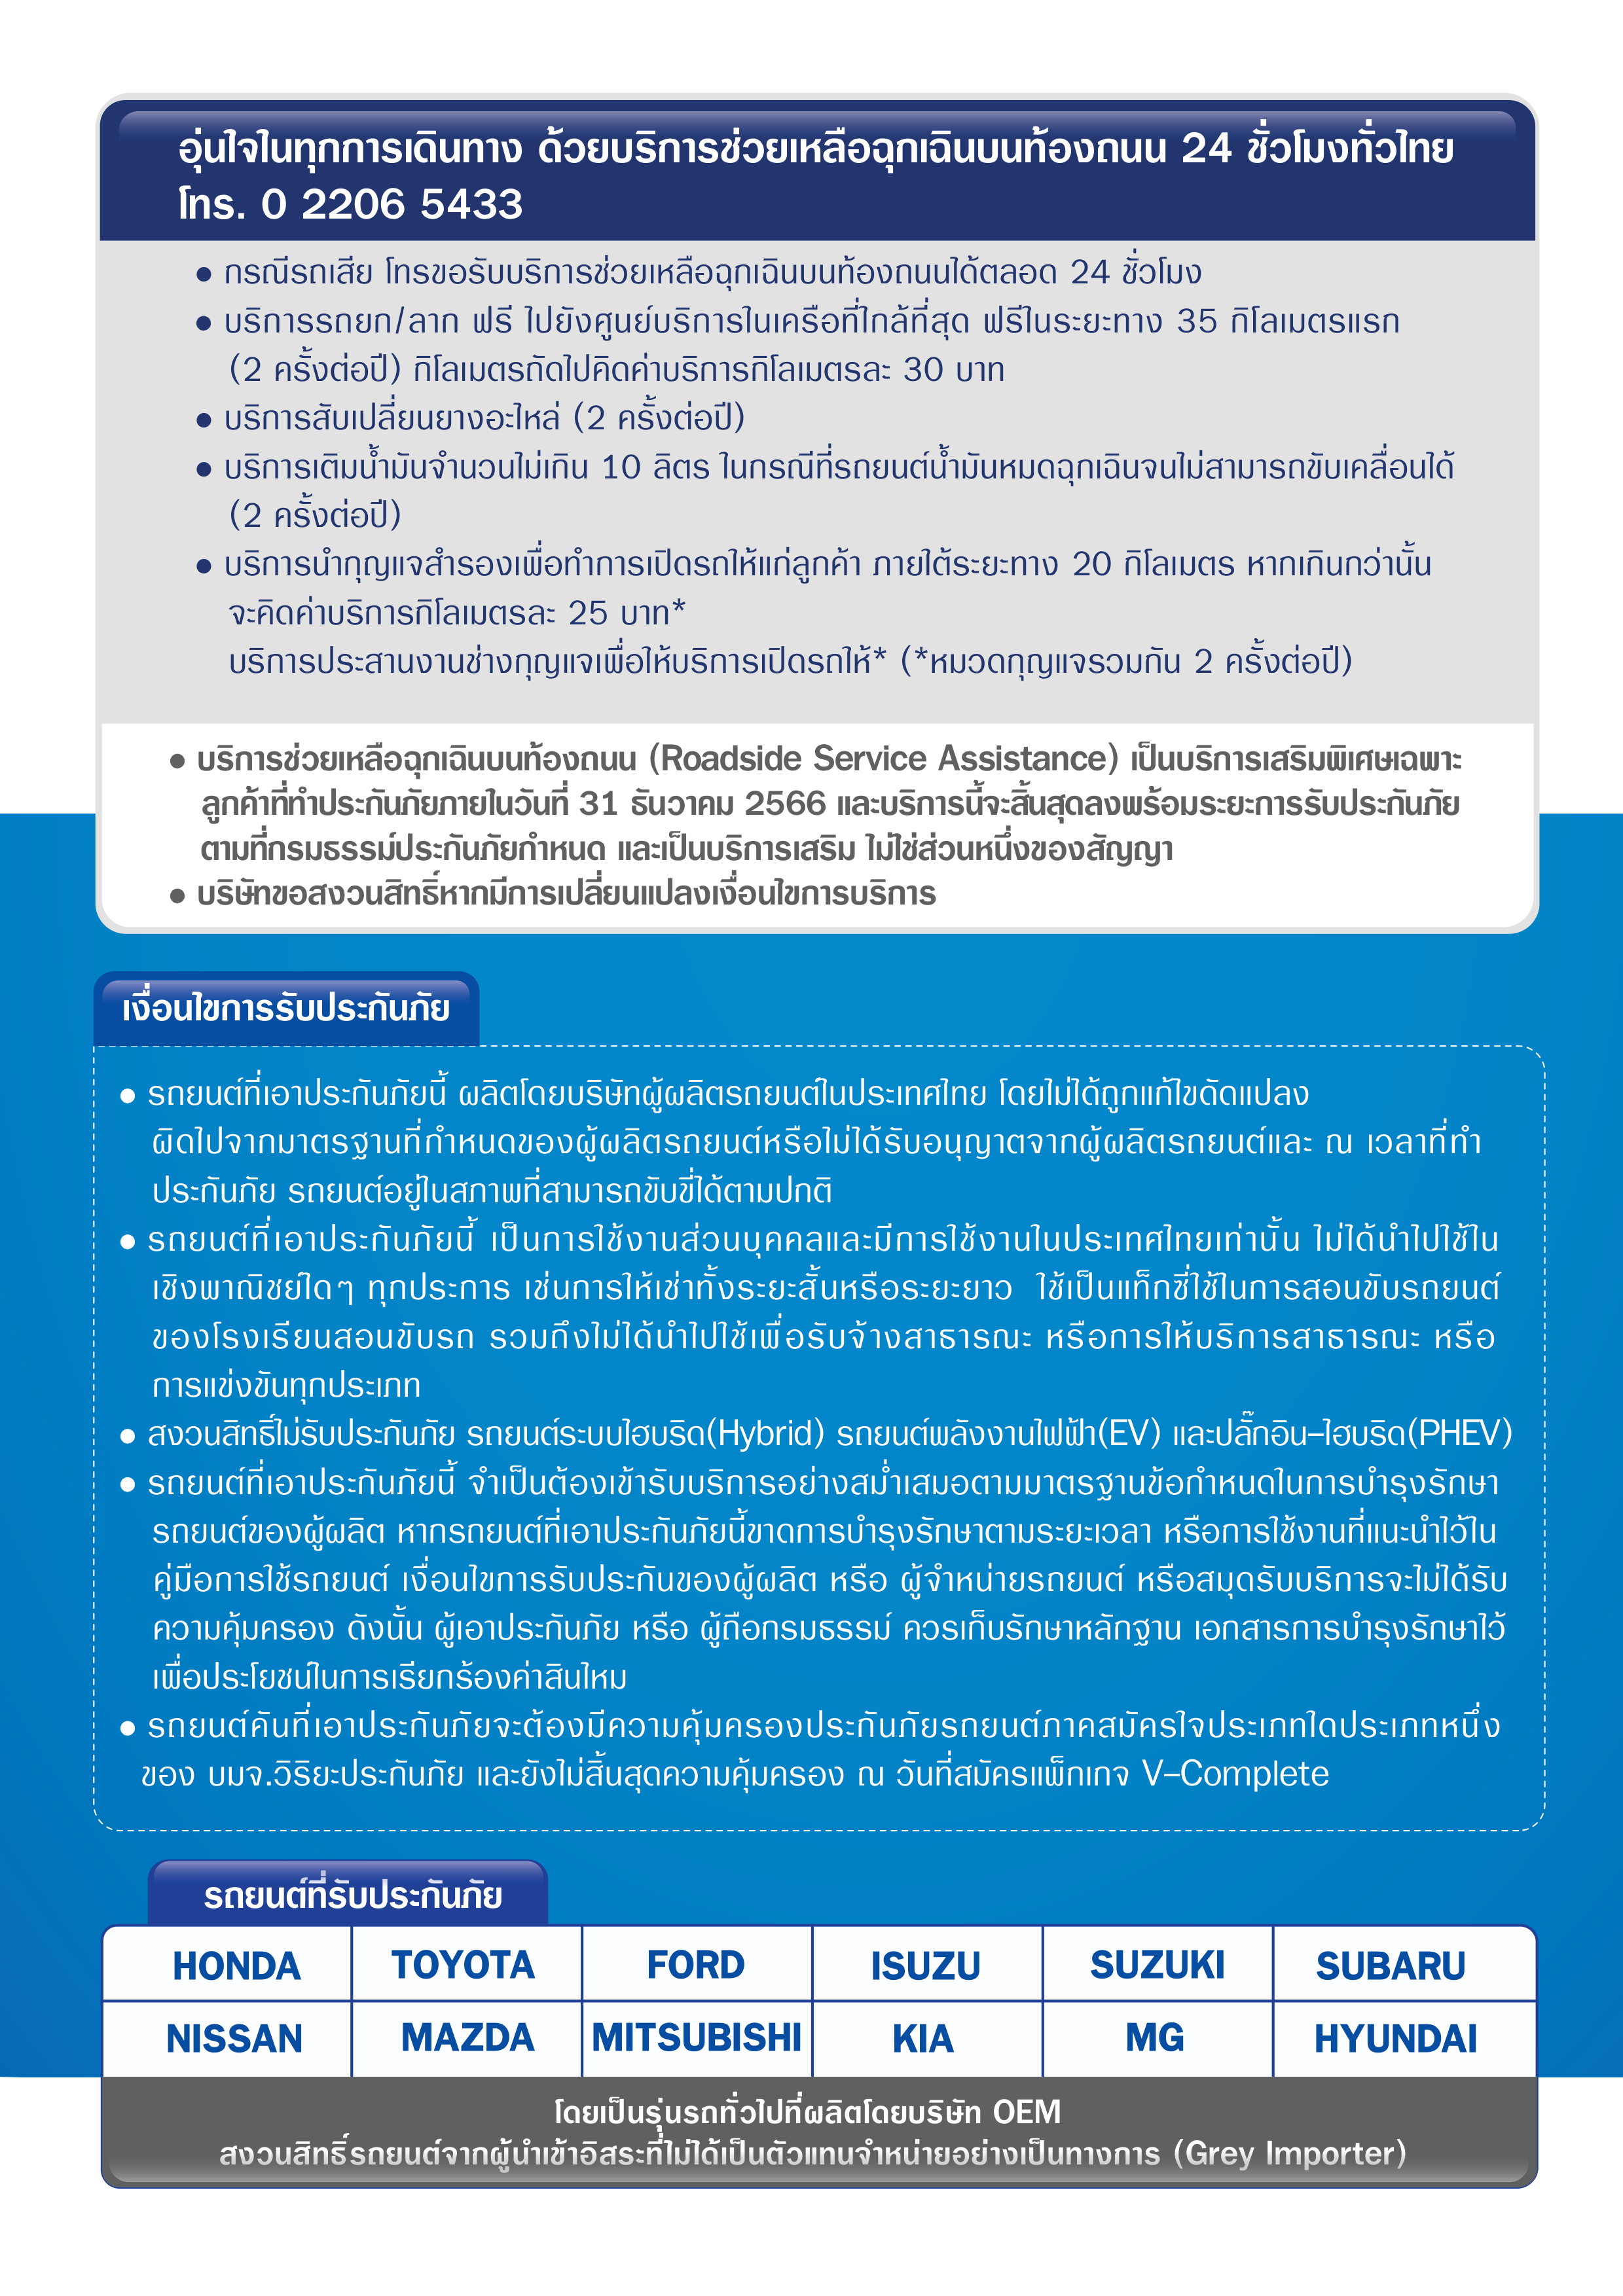 อุ่นใจในทุกการเดินทาง ด้วยบริการช่วยเหลือฉุกเฉินบนท้องถนน 24 ชั่วโมงทั่วไทย
โทร. 0 2206 5433
● กรณีรถเสีย โทรขอรับบริการช่วยเหลือฉุกเฉินบนท้องถนนได้ตลอด 24 ชั่วโมง
● บริการรถยก/ลาก ฟรี ไปยังศูนย์บริการในเครือที่ใกล้ที่สุด ฟรีในระยะทาง 35 กิโลเมตรแรก
(2 ครั้งต่อปี) กิโลเมตรถัดไปคิดค่าบริการกิโลเมตรละ 30 บาท
● บริการสับเปลี่ยนยางอะไหล่ (2 ครั้งต่อปี)
● บริการเติมน้ำมันจำนวนไม่เกิน 10 ลิตร ในกรณีที่รถยนต์น้ำมันหมดฉุกเฉินจนไม่สามารถขับเคลื่อนได้
(2 ครั้งต่อปี)
● บริการนำกุญแจสำรองเพื่อทำการเปิดรถให้แก่ลูกค้า ภายใต้ระยะทาง 20 กิโลเมตร หากเกินกว่านั้น
จะคิดค่าบริการกิโลเมตรละ 25 บาท*
บริการประสานงานช่างกุญแจเพื่อให้บริการเปิดรถให้* (*หมวดกุญแจรวมกัน 2 ครั้งต่อปี)
● บริการช่วยเหลือฉุกเฉินบนท้องถนน (Roadside Service Assistance) เป็นบริการเสริมพิเศษเฉพาะ
ลูกค้าที่ทำประกันภัยภายในวันที่ 31 ธันวาคม 2566 และบริการนี้จะสิ้นสุดลงพร้อมระยะการรับประกันภัย
ตามที่กรมธรรม์ประกันภัยกำหนด และเป็นบริการเสริม ไม่ใช่ส่วนหนึ่งของสัญญา
● บริษัทขอสงวนสิทธิ์หากมีการเปลี่ยนแปลงเงื่อนไขการบริการ
เงื่อนไขการรับประกันภัย
● รถยนต์ที่เอาประกันภัยนี้ ผลิตโดยบริษัทผู้ผลิตรถยนต์ในประเทศไทย โดยไม่ได้ถูกแก้ไขดัดแปลง
ผิดไปจากมาตรฐานที่กำหนดของผู้ผลิตรถยนต์หรือไม่ได้รับอนุญาตจากผู้ผลิตรถยนต์และ ณ เวลาที่ทำ
ประกันภัย รถยนต์อยู่ในสภาพที่สามารถขับขี่ได้ตามปกติ
● รถยนต์ที่เอาประกันภัยนี้ เป็นการใช้งานส่วนบุคคลและมีการใช้งานในประเทศไทยเท่านั้น ไม่ได้นำไปใช้ใน
เชิงพาณิชย์ใดๆ ทุกประการ เช่นการให้เช่าทั้งระยะสั้นหรือระยะยาว ใช้เป็นแท็กซี่ใช้ในการสอนขับรถยนต์
ของโรงเรียนสอนขับรถ รวมถึงไม่ได้นำไปใช้เพื่อรับจ้างสาธารณะ หรือการให้บริการสาธารณะ หรือ
การแข่งขันทุกประเภท
● สงวนสิทธิ์ไม่รับประกันภัย รถยนต์ระบบไฮบริด(Hybrid) รถยนต์พลังงานไฟฟ้า(EV) และปลั๊กอิน-ไฮบริด(PHEV)
● รถยนต์ที่เอาประกันภัยนี้ จำเป็นต้องเข้ารับบริการอย่างสม่ำเสมอตามมาตรฐานข้อกำหนดในการบำรุงรักษา
รถยนต์ของผู้ผลิต หากรถยนต์ที่เอาประกันภัยนี้ขาดการบำรุงรักษาตามระยะเวลา หรือการใช้งานที่แนะนำไว้ใน
คู่มือการใช้รถยนต์ เงื่อนไขการรับประกันของผู้ผลิต หรือ ผู้จำหน่ายรถยนต์ หรือสมุดรับบริการจะไม่ได้รับ
ความคุ้มครอง ดังนั้น ผู้เอาประกันภัย หรือ ผู้ถือกรมธรรม์ ควรเก็บรักษาหลักฐาน เอกสารการบำรุงรักษาไว้
เพื่อประโยชน์ในการเรียกร้องค่าสินไหม
● รถยนต์คันที่เอาประกันภัยจะต้องมีความคุ้มครองประกันภัยรถยนต์ภาคสมัครใจประเภทใดประเภทหนึ่ง
ของ บมจ.วิริยะประกันภัย และยังไม่สิ้นสุดความคุ้มครอง ณ วันที่สมัครแพ็กเกจ V-Complete
รถยนต์ที่รับประกันภัย
HONDA TOYOTA FORD ISUZU SUZUKI SUBARU
NISSAN MAZDA MITSUBISHI KIA MG HYUNDAI
โดยเป็นรุ่นรถทั่วไปที่ผลิตโดยบริษัท OEM
สงวนสิทธิ์รถยนต์จากผู้นำเข้าอิสระที่ไม่ได้เป็นตัวแทนจำหน่ายอย่างเป็นทางการ (Grey Importer)